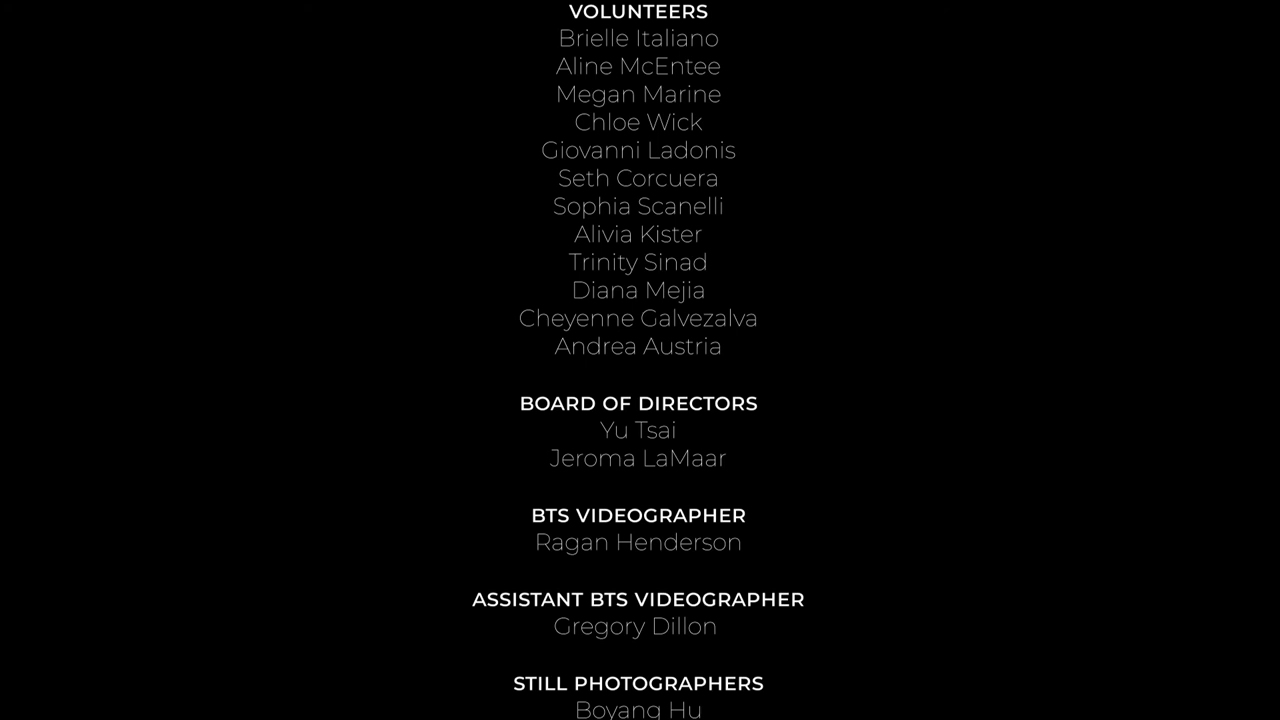 VOLUNTEERS
Brielle Italiano
Aline McEntee
Megan Marine
Chloe Wick
Giovanni Ladonis
Seth Corcuera
Sophia Scanelli
Alivia Kister
Trinity Sinad
Diana Mejia
Cheyenne Galvezalva
Andrea Austria
BOARD OF DIRECTORS
Yu Tsai
Jeroma LaMaar
BTS VIDEOGRAPHER
Ragan Henderson
ASSISTANT BTS VIDEOGRAPHER
Gregory Dillon
STILL PHOTOGRAPHERS
Boyang Hu